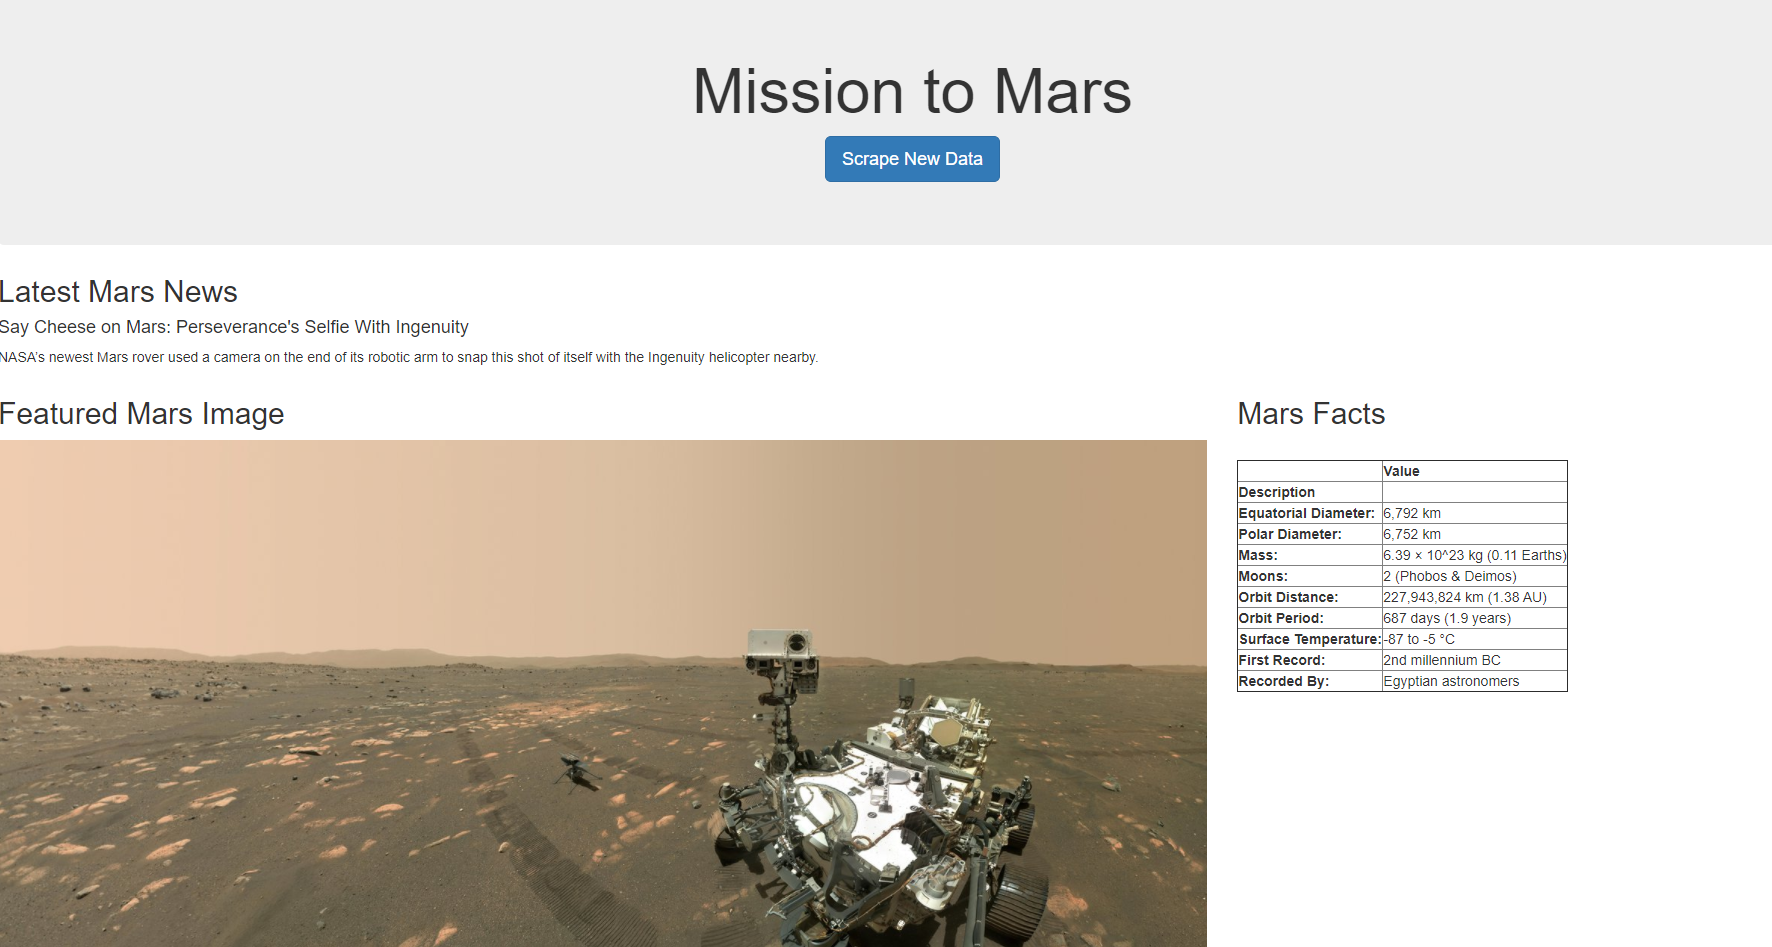 Mission to Mars
Scrape New Data
Latest Mars News
Say Cheese on Mars: Perseverance's Selfie With Ingenuity
NASA's newest Mars rover used a camera on the end of its robotic arm to snap this shot of itself with the Ingenuity helicopter nearby.
Featured Mars Image
Mars Facts
Value
Description
Equatorial Diameter: 6,792 km
Polar Diameter: 6,752 km
Mass: 6.39 × 10^23 kg (0.11 Earths)
Moons: 2 (Phobos & Deimos)
Orbit Distance: 227,943,824 km (1.38 AU)
Orbit Period: 687 days (1.9 years)
Surface Temperature: -87 to -5 °C
First Record: 2nd millennium BC
Recorded By: Egyptian astronomers